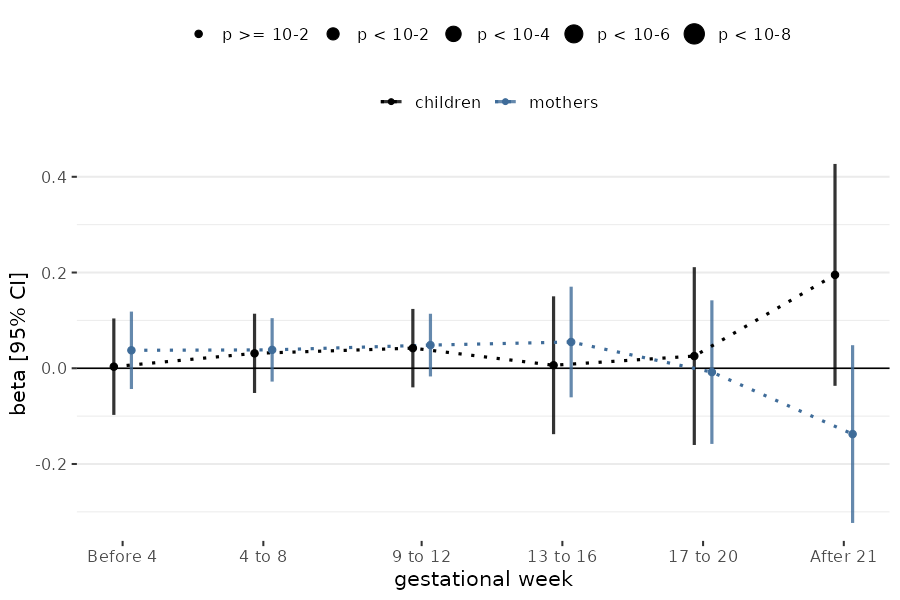 p >= 10-2 p < 10-2 p < 10-4 p < 10-6 p < 10-8
children mothers
beta [95% CI]
0.4
0.2
0.0
-0.2
Before 4 4 to 8 9 to 12 13 to 16 17 to 20 After 21
gestational week